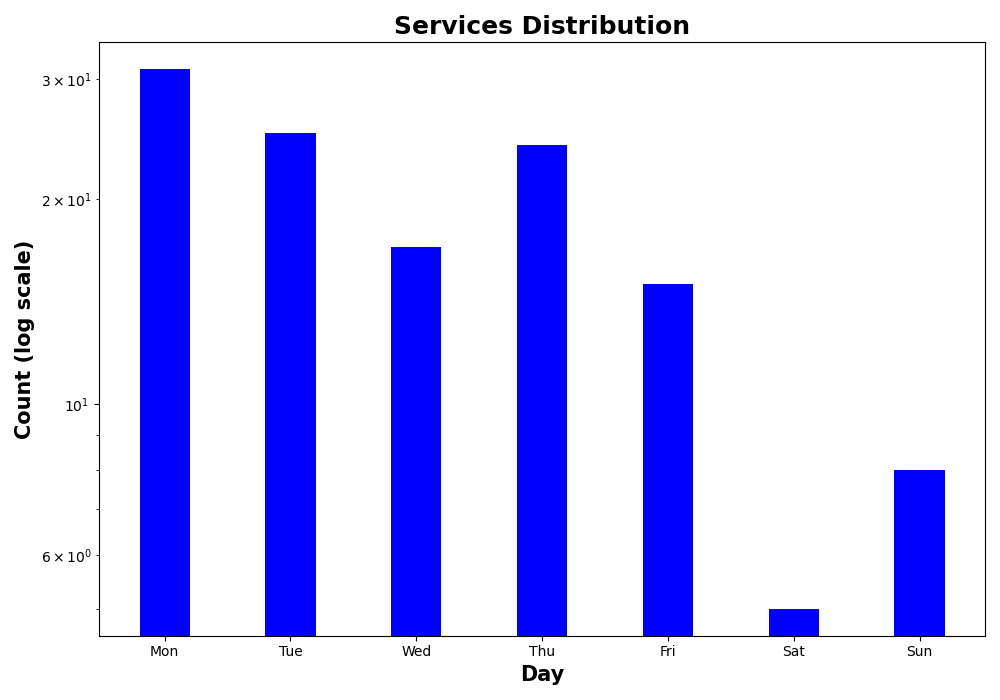 Services Distribution
Count (log scale)
3 × 10¹
2 × 10¹
10¹
6 × 10⁰
Mon Tue Wed Thu Fri Sat Sun
Day